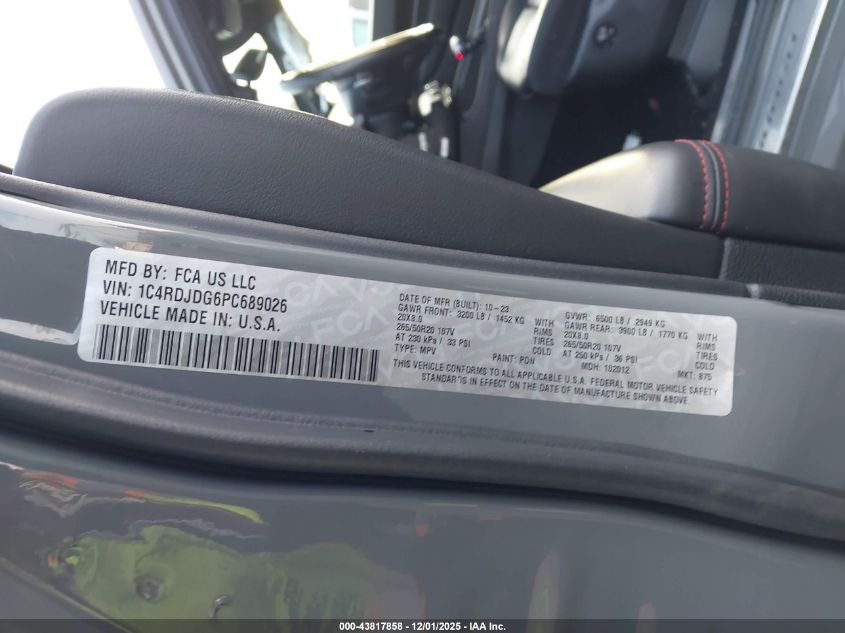 MFD BY: FCA US LLC
VIN: 1C4RDJDG6PC689026
VEHICLE MADE IN: U.S.A.
DATE OF MFR (BUILT): 10-23 GVWR: 6500 LB / 2949 KG
GAWR FRONT: 3200 LB / 1452 KG WITH GAWR REAR: 3900 LB / 1770 KG WITH
20X8.0 RIMS 20X8.0 RIMS
265/50R20 107V TIRES 265/50R20 107V TIRES
AT 230 kPa / 33 PSI COLD AT 250 kPa / 36 PSI COLD
TYPE: MPV PAINT: PDN MDH: 102012 MKT: 875
THIS VEHICLE CONFORMS TO ALL APPLICABLE U.S.A. FEDERAL MOTOR VEHICLE SAFETY
STANDARDS IN EFFECT ON THE DATE OF MANUFACTURE SHOWN ABOVE
000-43817858 - 12/01/2025 - IAA Inc.